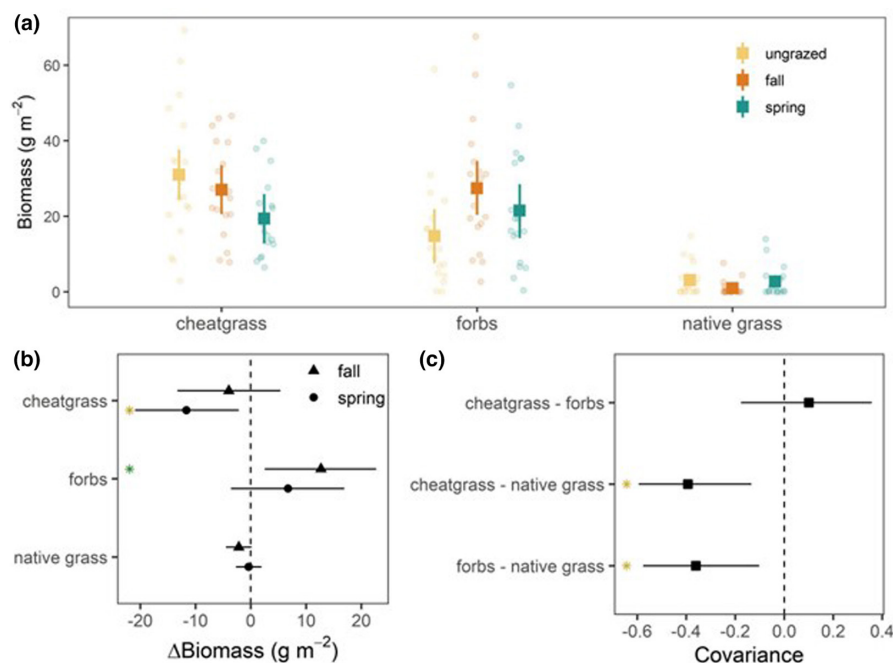 (a)
Biomass (g m⁻²)
60
40
20
0
ungrazed
fall
spring
cheatgrass forbs native grass
(b)
cheatgrass
forbs
native grass
fall
spring
-20 -10 0 10 20
ΔBiomass (g m⁻²)
(c)
cheatgrass - forbs
cheatgrass - native grass
forbs - native grass
-0.6 -0.4 -0.2 0.0 0.2 0.4
Covariance